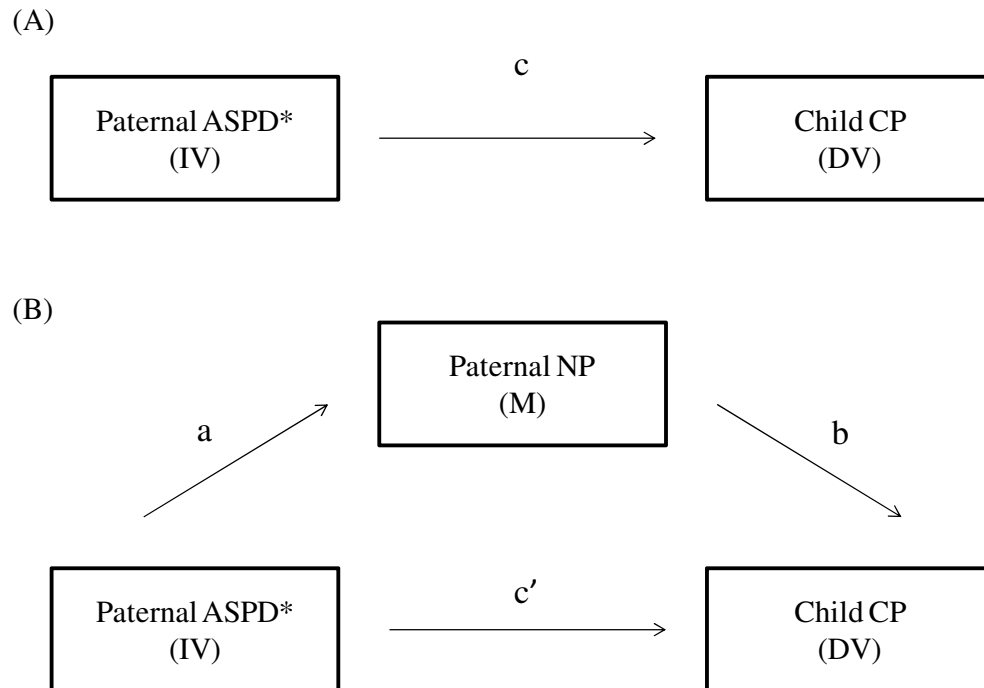 (A)
c
Paternal ASPD*
(IV)
Child CP
(DV)
(B)
Paternal NP
(M)
a
b
Paternal ASPD*
(IV)
c′
Child CP
(DV)